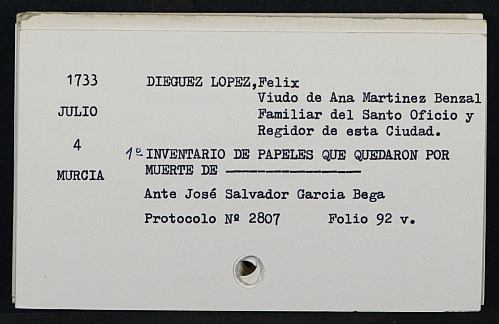 1733 DIEGUEZ LOPEZ,Felix
Viudo de Ana Martinez Benzal
JULIO Familiar del Santo Oficio y
Regidor de esta Ciudad.
4 1º INVENTARIO DE PAPELES QUE QUEDARON POR
MURCIA MUERTE DE ----------------
Ante José Salvador Garcia Bega
Protocolo Nº 2807 Folio 92 v.